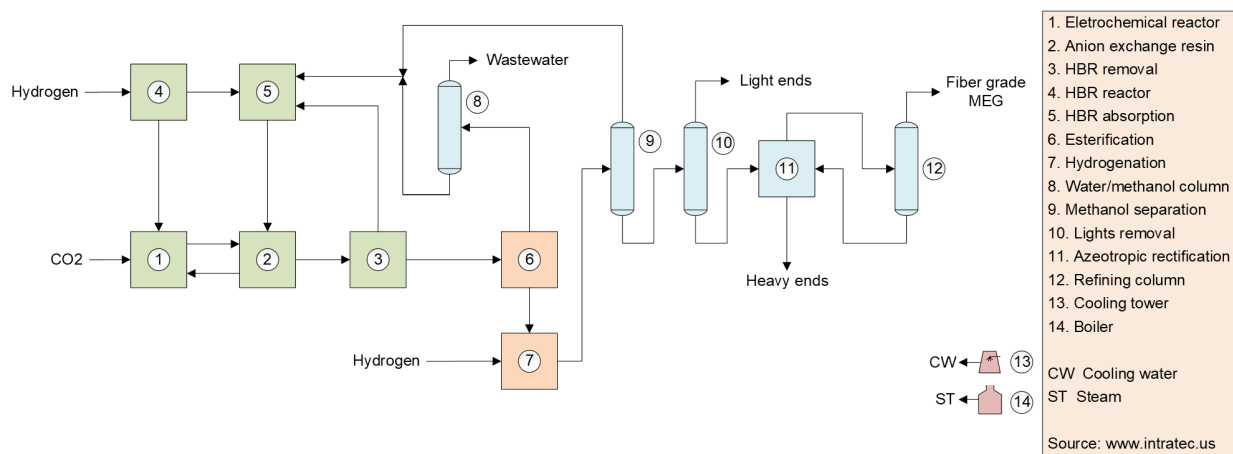 Hydrogen
4
5
Wastewater
8
9
Light ends
10
11
Fiber grade
MEG
12
CO2
1
2
3
6
Heavy ends
Hydrogen
7
CW
13
ST
14
1. Eletrochemical reactor
2. Anion exchange resin
3. HBR removal
4. HBR reactor
5. HBR absorption
6. Esterification
7. Hydrogenation
8. Water/methanol column
9. Methanol separation
10. Lights removal
11. Azeotropic rectification
12. Refining column
13. Cooling tower
14. Boiler
CW Cooling water
ST Steam
Source: www.intratec.us